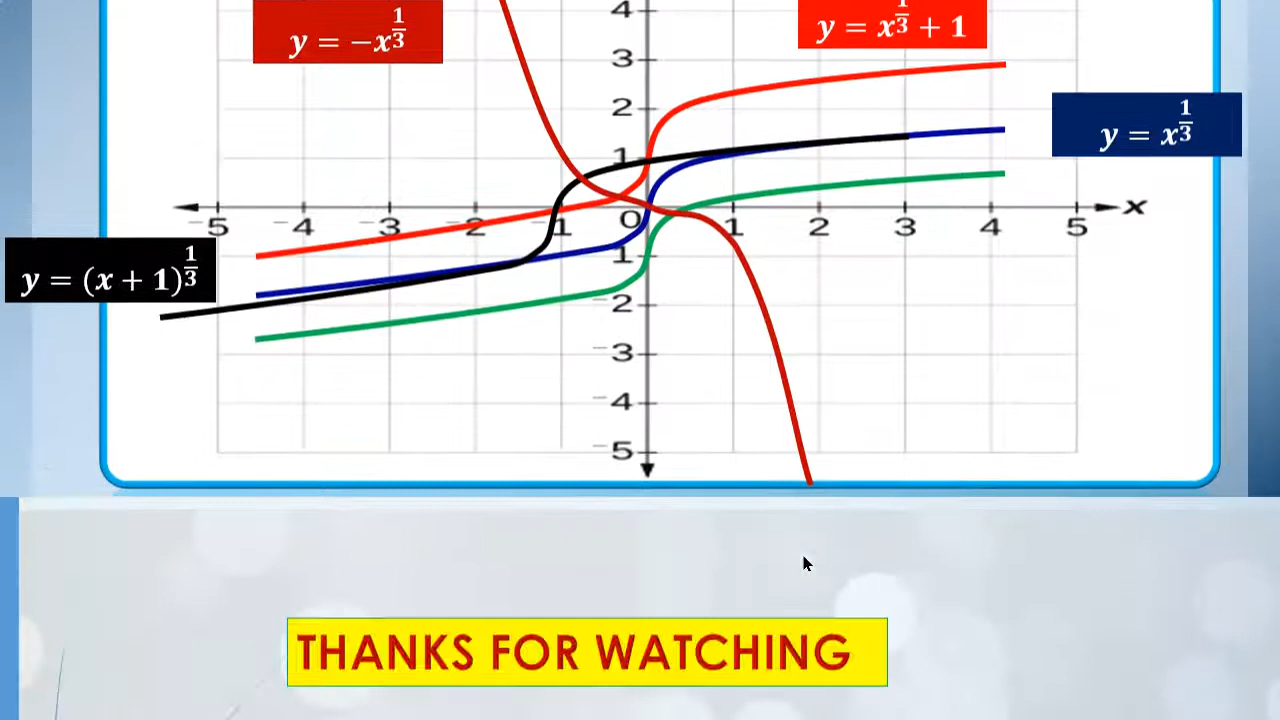 y = −x^{1/3}
y = x^{1/3} + 1
y = x^{1/3}
y = (x + 1)^{1/3}
4
3
2
1
x
−5 −4 −3 −2 −1 0 1 2 3 4 5
−1
−2
−3
−4
−5
THANKS FOR WATCHING